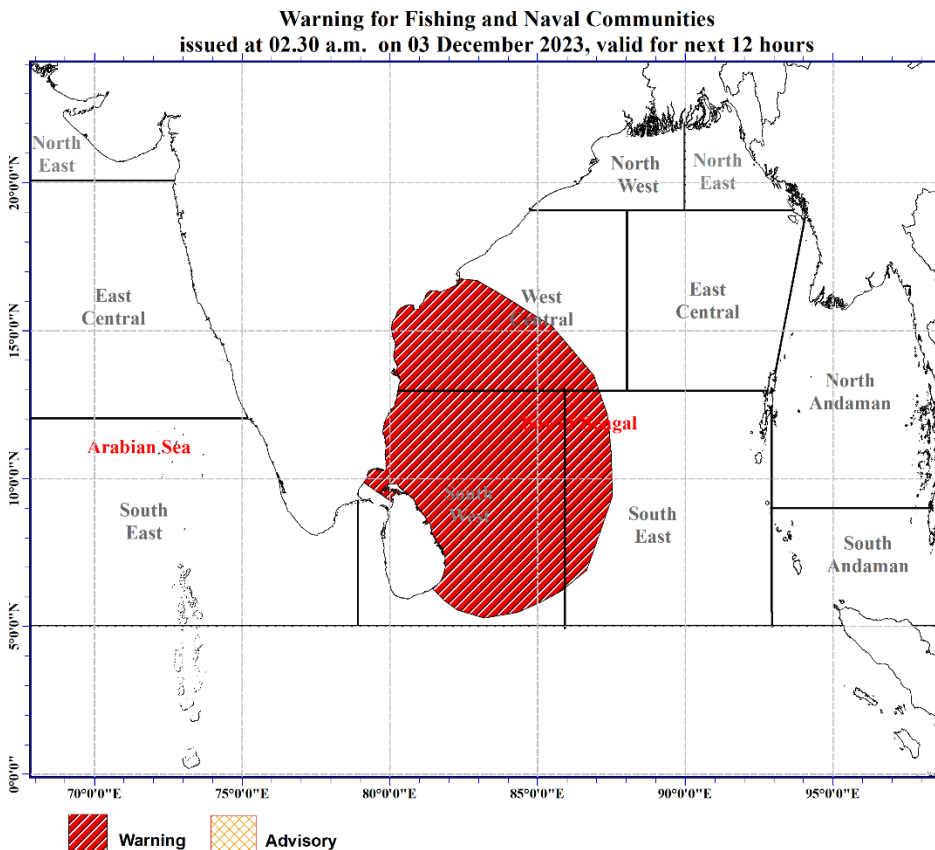 Warning for Fishing and Naval Communities
issued at 02.30 a.m. on 03 December 2023, valid for next 12 hours
North
East
North
West
North
East
20°0'0"N
East
Central
West
Central
East
Central
15°0'0"N
North
Andaman
Arabian Sea
Bengal
10°0'0"N
South
East
South
West
South
East
South
Andaman
5°0'0"N
0°0'0"
70°0'0"E
75°0'0"E
80°0'0"E
85°0'0"E
90°0'0"E
95°0'0"E
Warning
Advisory